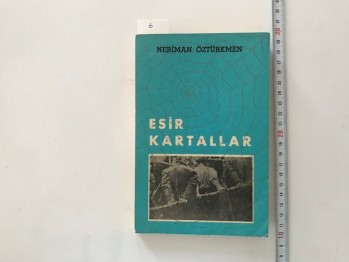 6
NERİMAN ÖZTÜRKMEN
ESİR
KARTALLAR